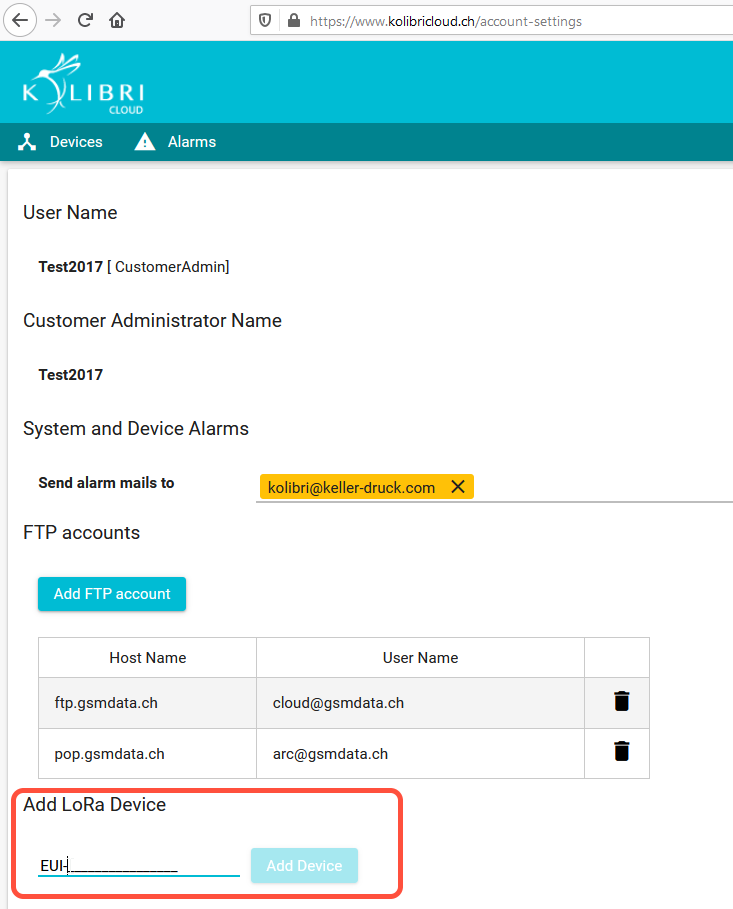 https://www.kolibricloud.ch/account-settings
KOLIBRI
CLOUD
Devices Alarms
User Name
Test2017 [ CustomerAdmin]
Customer Administrator Name
Test2017
System and Device Alarms
Send alarm mails to kolibri@keller-druck.com
FTP accounts
Add FTP account
Host Name User Name
ftp.gsmdata.ch cloud@gsmdata.ch
pop.gsmdata.ch arc@gsmdata.ch
Add LoRa Device
EUI-________________ Add Device